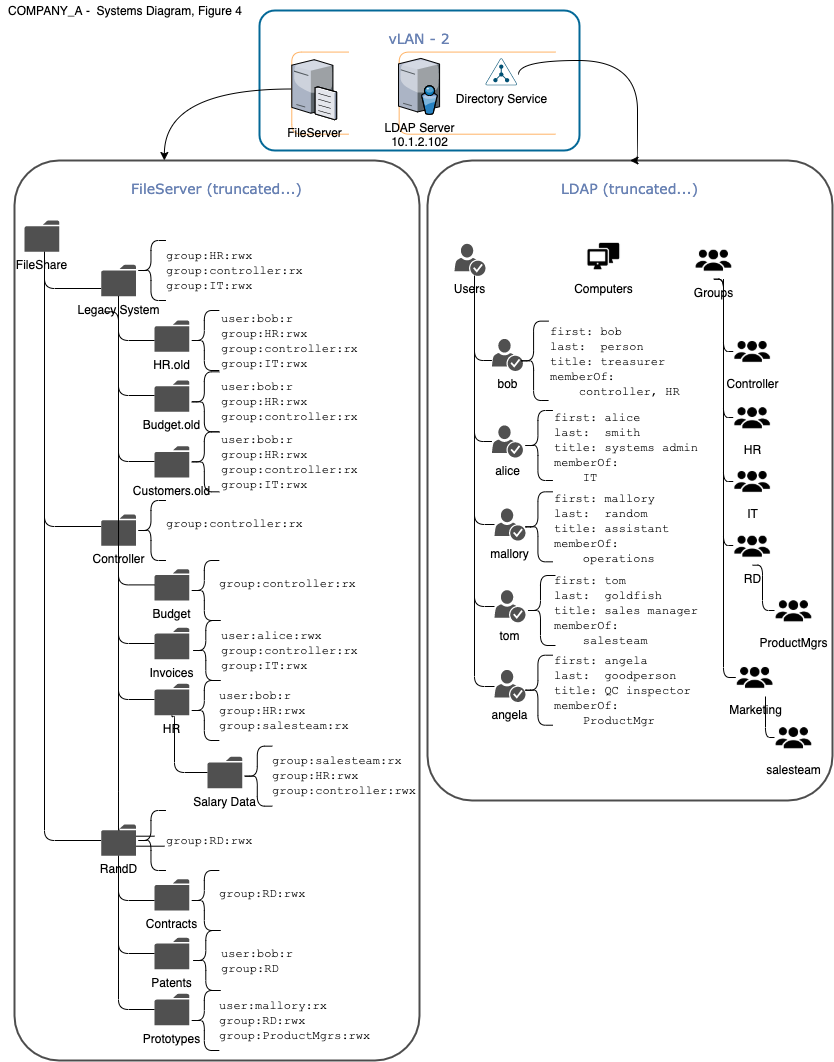 COMPANY_A -  Systems Diagram, Figure 4
vLAN - 2
FileServer
LDAP Server
10.1.2.102
Directory Service
FileServer (truncated...)
FileShare
group:HR:rwx
group:controller:rx
group:IT:rwx
Legacy System
user:bob:r
group:HR:rwx
group:controller:rx
group:IT:rwx
HR.old
user:bob:r
group:HR:rwx
group:controller:rx
Budget.old
user:bob:r
group:HR:rwx
group:controller:rx
group:IT:rwx
Customers.old
group:controller:rx
Controller
group:controller:rx
Budget
user:alice:rwx
group:controller:rx
group:IT:rwx
Invoices
user:bob:r
group:HR:rwx
group:salesteam:rx
HR
group:salesteam:rx
group:HR:rwx
group:controller:rwx
Salary Data
group:RD:rwx
RandD
group:RD:rwx
Contracts
user:bob:r
group:RD
Patents
user:mallory:rx
group:RD:rwx
group:ProductMgrs:rwx
Prototypes
LDAP (truncated...)
Users
Computers
Groups
first: bob
last:  person
title: treasurer
memberOf:
controller, HR
bob
first: alice
last:  smith
title: systems admin
memberOf:
IT
alice
first: mallory
last:  random
title: assistant
memberOf:
operations
mallory
first: tom
last:  goldfish
title: sales manager
memberOf:
salesteam
tom
first: angela
last:  goodperson
title: QC inspector
memberOf:
ProductMgr
angela
Controller
HR
IT
RD
ProductMgrs
Marketing
salesteam